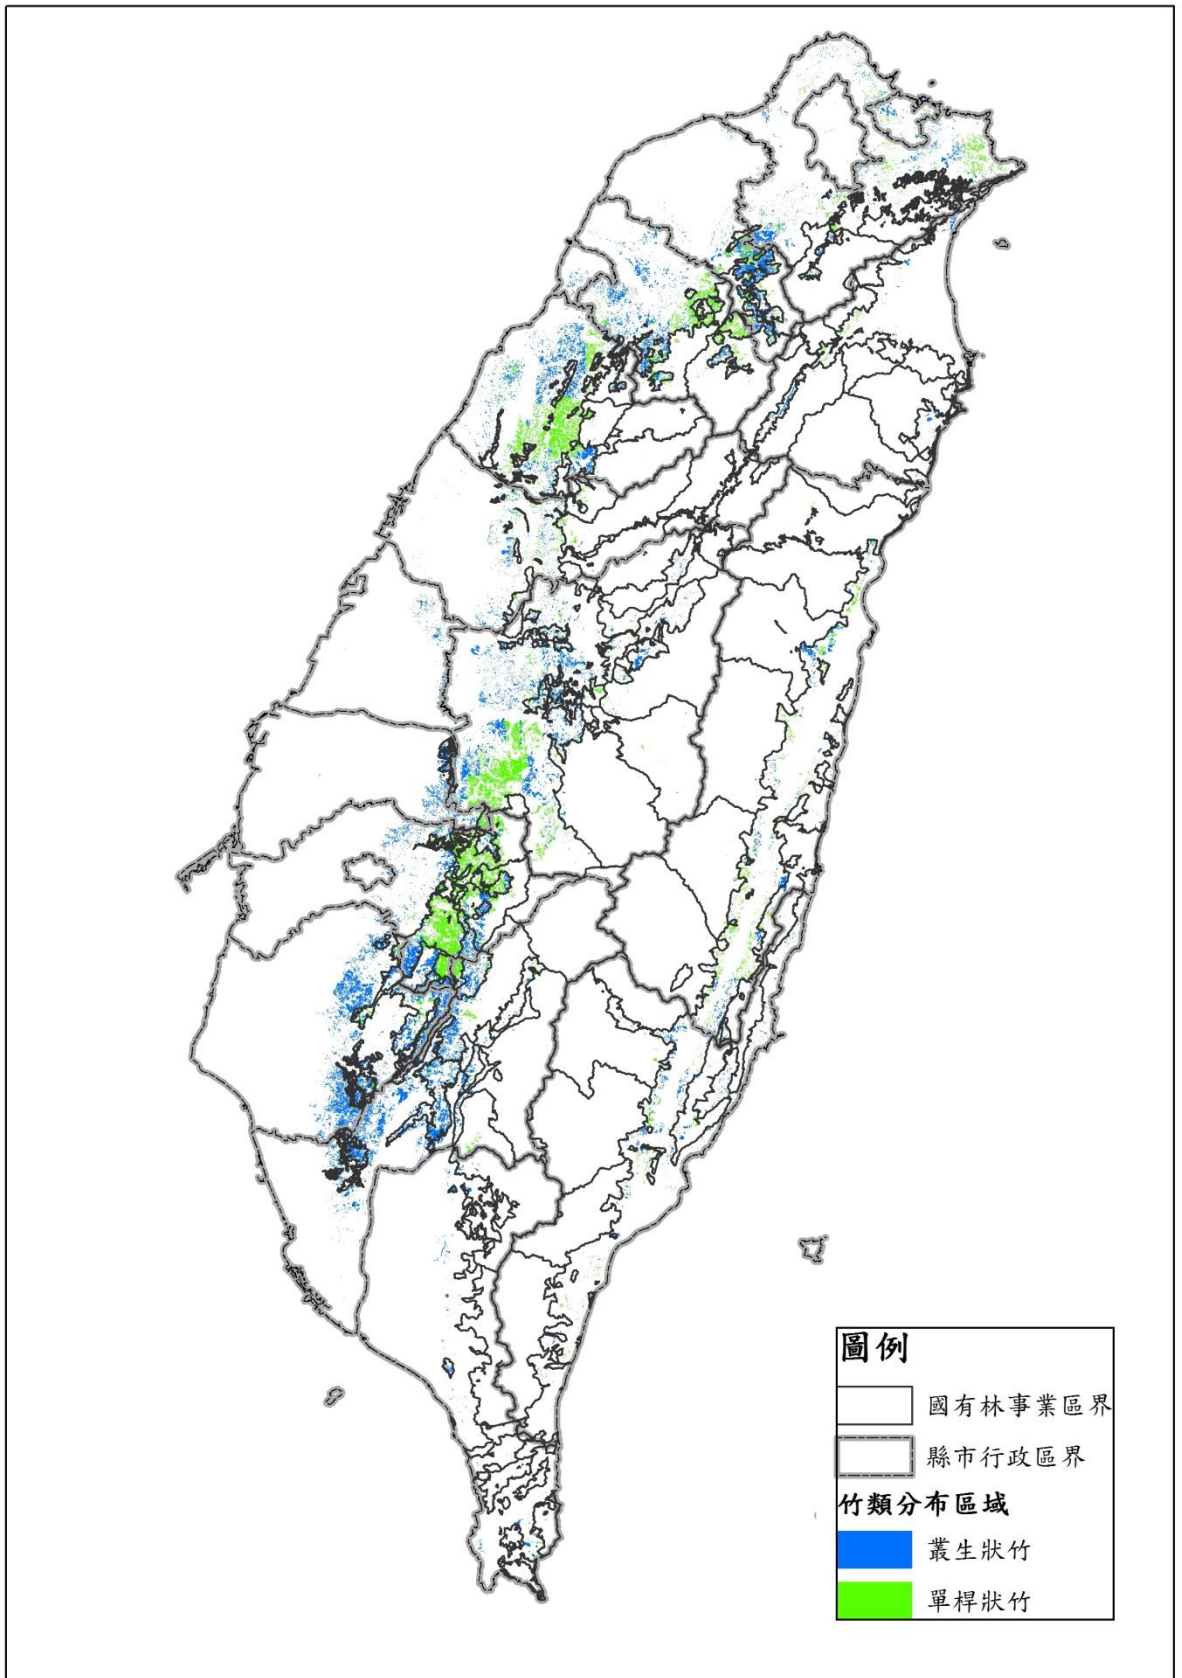 圖例
國有林事業區界
縣市行政區界
竹類分布區域
叢生狀竹
單桿狀竹